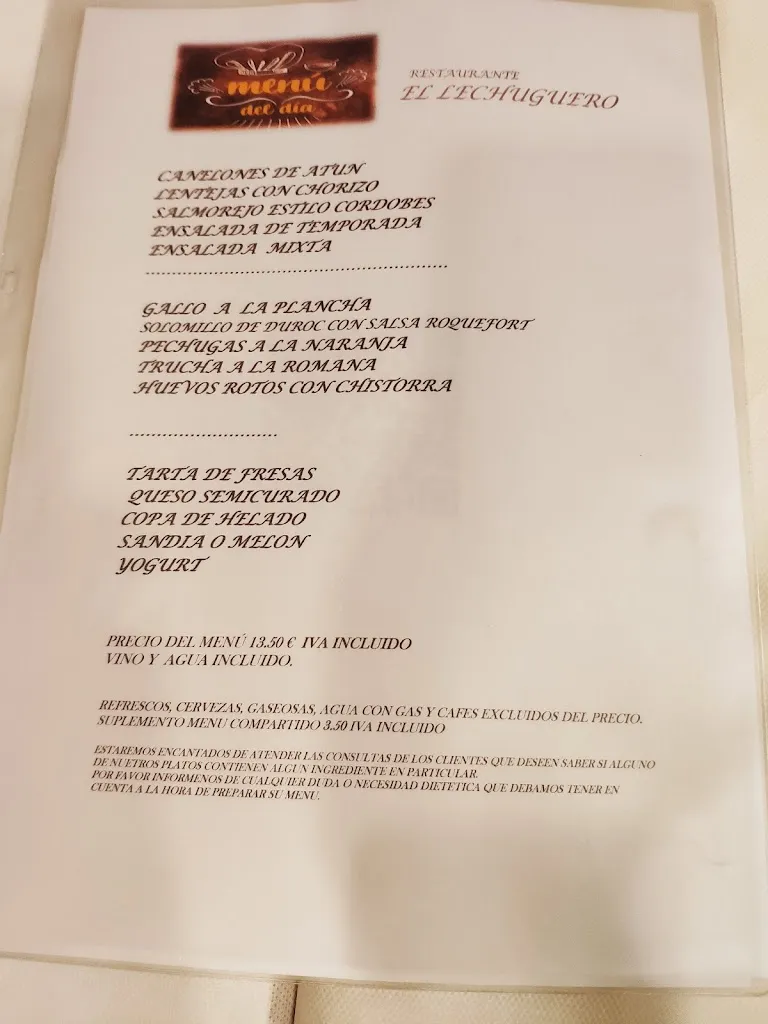 menú
del día
RESTAURANTE
EL LECHUGUERO
CANELONES DE ATUN
LENTEJAS CON CHORIZO
SALMOREJO ESTILO CORDOBES
ENSALADA DE TEMPORADA
ENSALADA MIXTA
GALLO A LA PLANCHA
SOLOMILLO DE DUROC CON SALSA ROQUEFORT
PECHUGAS A LA NARANJA
TRUCHA A LA ROMANA
HUEVOS ROTOS CON CHISTORRA
TARTA DE FRESAS
QUESO SEMICURADO
COPA DE HELADO
SANDIA O MELON
YOGURT
PRECIO DEL MENÚ 13.50 € IVA INCLUIDO
VINO Y AGUA INCLUIDO.
REFRESCOS, CERVEZAS, GASEOSAS, AGUA CON GAS Y CAFES EXCLUIDOS DEL PRECIO.
SUPLEMENTO MENU COMPARTIDO 3.50 IVA INCLUIDO
ESTAREMOS ENCANTADOS DE ATENDER LAS CONSULTAS DE LOS CLIENTES QUE DESEEN SABER SI ALGUNO
DE NUETROS PLATOS CONTIENEN ALGUN INGREDIENTE EN PARTICULAR.
POR FAVOR INFORMENOS DE CUALQUIER DUDA O NECESIDAD DIETETICA QUE DEBAMOS TENER EN
CUENTA A LA HORA DE PREPARAR SU MENU.